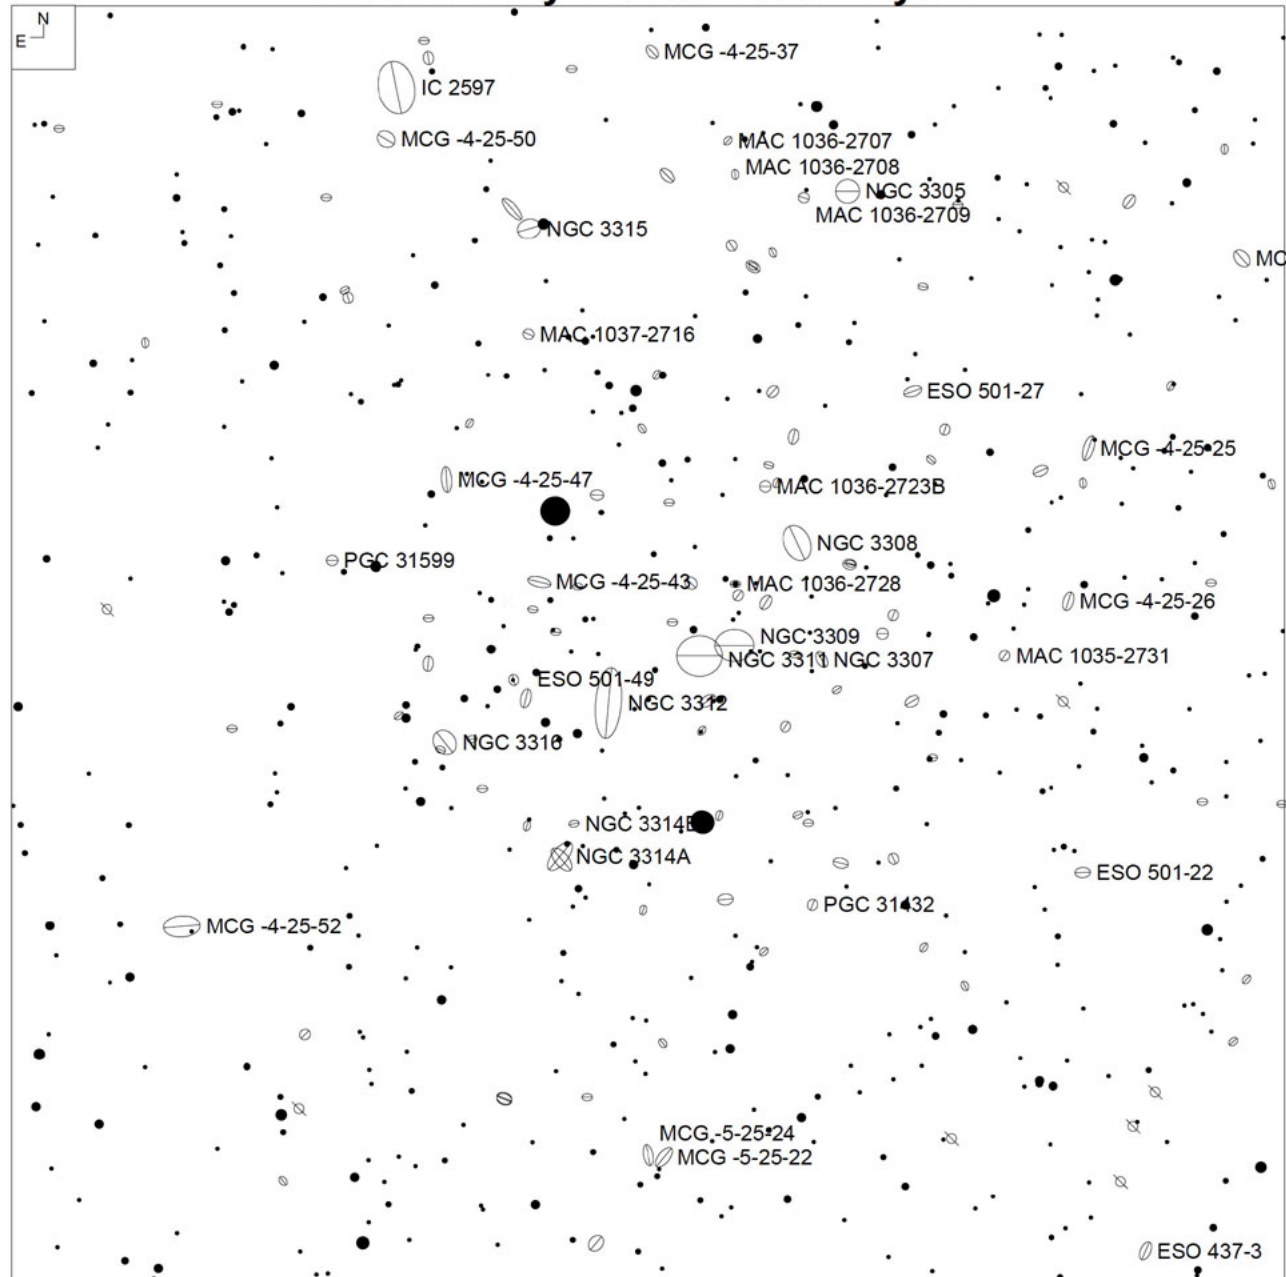 N
E
MCG -4-25-37
IC 2597
MCG -4-25-50
MAC 1036-2707
MAC 1036-2708
NGC 3305
MAC 1036-2709
NGC 3315
MC
MAC 1037-2716
ESO 501-27
MCG -4-25-25
MCG -4-25-47
MAC 1036-2723B
NGC 3308
PGC 31599
MCG -4-25-43
MAC 1036-2728
MCG -4-25-26
NGC 3309
NGC 3311
NGC 3307
MAC 1035-2731
ESO 501-49
NGC 3312
NGC 3316
NGC 3314B
NGC 3314A
ESO 501-22
PGC 31432
MCG -4-25-52
MCG -5-25-24
MCG -5-25-22
ESO 437-3